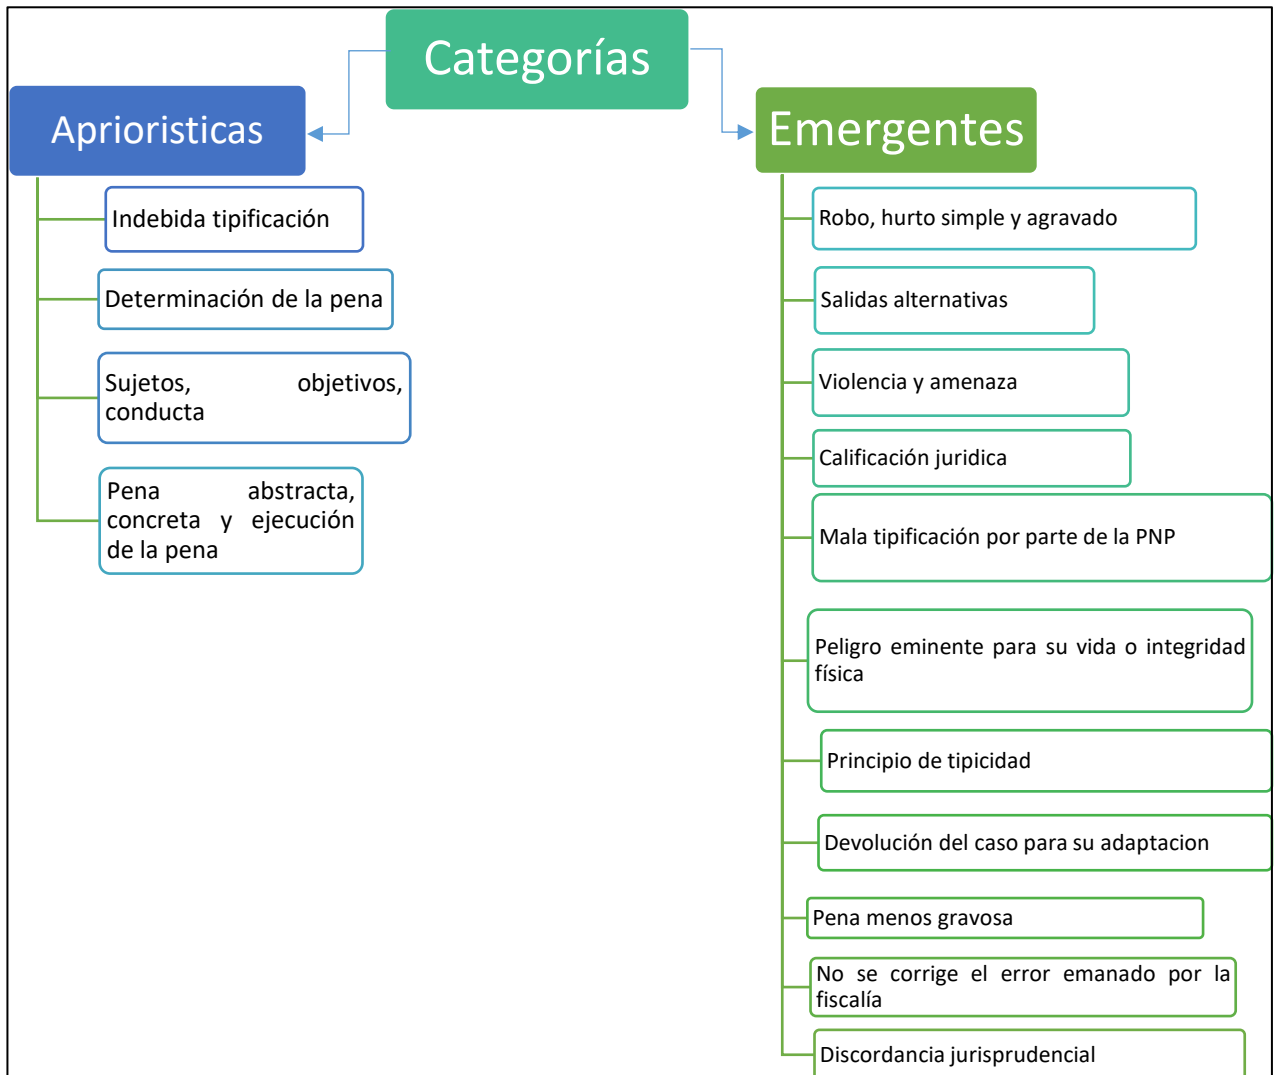 Categorías
Aprioristicas
Indebida tipificación
Determinación de la pena
Sujetos, objetivos,
conducta
Pena abstracta,
concreta y ejecución
de la pena
Emergentes
Robo, hurto simple y agravado
Salidas alternativas
Violencia y amenaza
Calificación juridica
Mala tipificación por parte de la PNP
Peligro eminente para su vida o integridad
física
Principio de tipicidad
Devolución del caso para su adaptacion
Pena menos gravosa
No se corrige el error emanado por la
fiscalía
Discordancia jurisprudencial